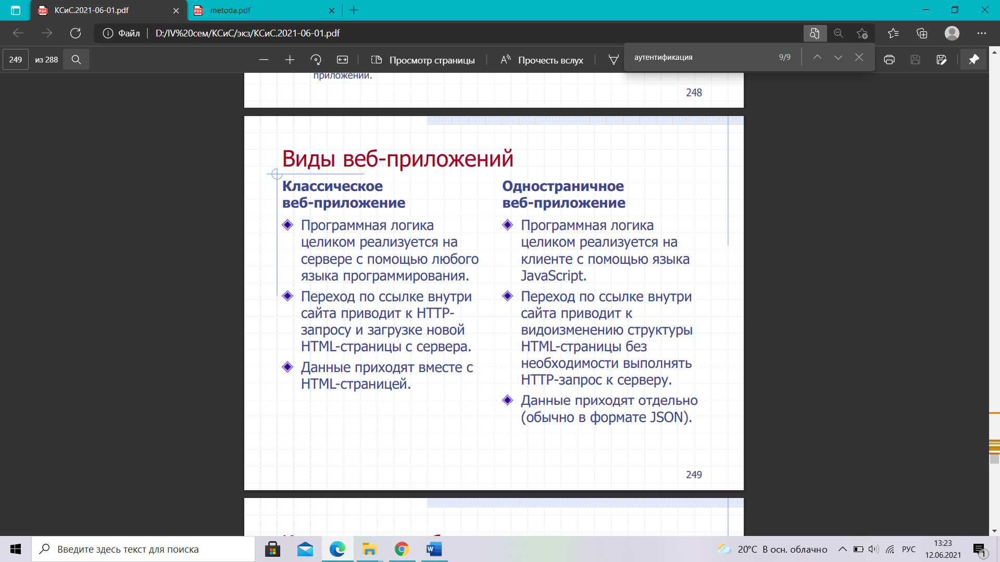 КСиС.2021-06-01.pdf
metoda.pdf
Файл
D:/IV%20сем/КСиС/экз/КСиС.2021-06-01.pdf
249
из 288
Просмотр страницы
Прочесть вслух
аутентификация
9/9
приложений.
248
Виды веб-приложений
Классическое
веб-приложение
Программная логика
целиком реализуется на
сервере с помощью любого
языка программирования.
Переход по ссылке внутри
сайта приводит к HTTP-
запросу и загрузке новой
HTML-страницы с сервера.
Данные приходят вместе с
HTML-страницей.
Одностраничное
веб-приложение
Программная логика
целиком реализуется на
клиенте с помощью языка
JavaScript.
Переход по ссылке внутри
сайта приводит к
видоизменению структуры
HTML-страницы без
необходимости выполнять
HTTP-запрос к серверу.
Данные приходят отдельно
(обычно в формате JSON).
249
Введите здесь текст для поиска
20°C В осн. облачно
РУС
13:23
12.06.2021
1